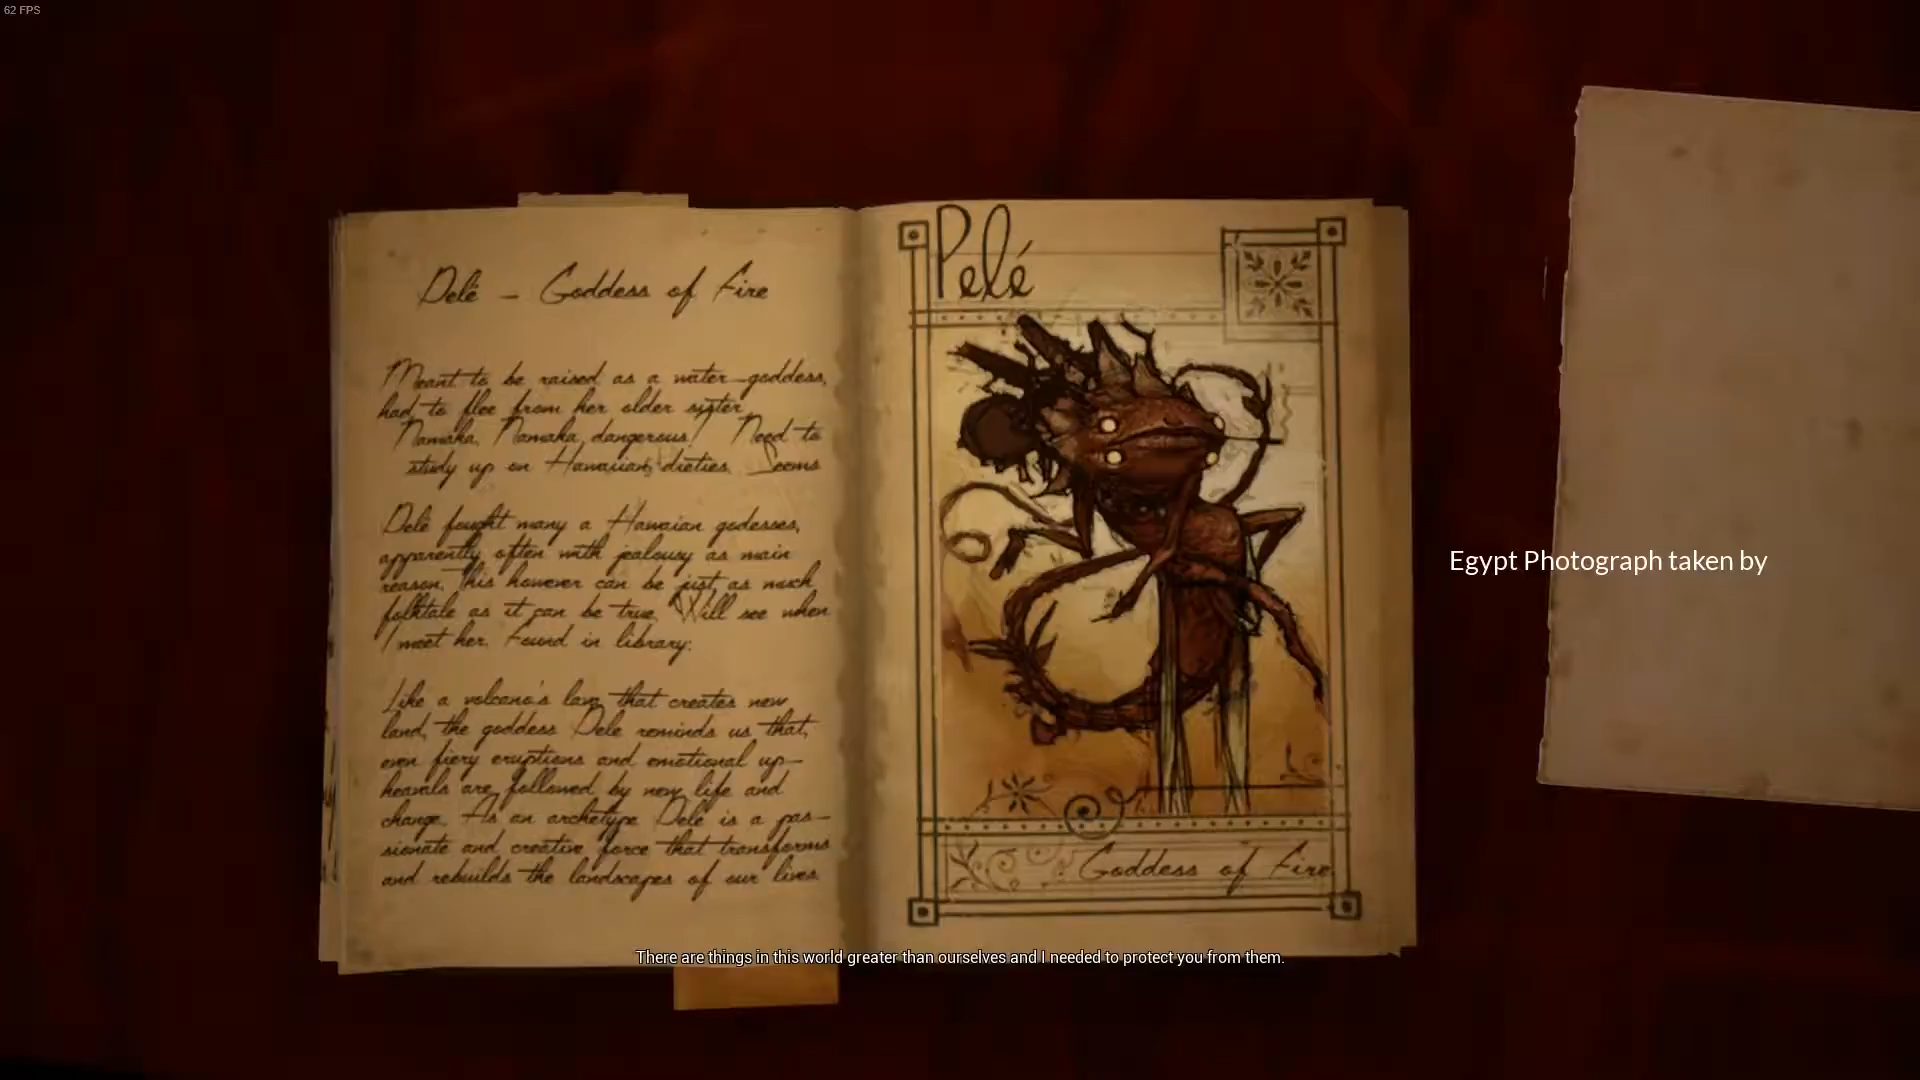 62 FPS
Pelé - Goddess of Fire
Meant to be raised as a water-goddess,
had to flee from her older sister
Namaka. Namaka dangerous! Need to
study up on Hawaiian dieties. Seems
Pelé fought many a Hawaian godesses,
apparently often with jealousy as main
reason. This however can be just as much
folktale as it can be true. Will see when
I meet her. Found in library:
Like a volcano's lava that creates new
land, the goddess Pele reminds us that,
even fiery eruptions and emotional up-
heavals are followed by new life and
change. As an archetype Pele is a pas-
sionate and creative force that transforms
and rebuilds the landscapes of our lives.
Pelé
Goddess of Fire
Egypt Photograph taken by
There are things in this world greater than ourselves and I needed to protect you from them.